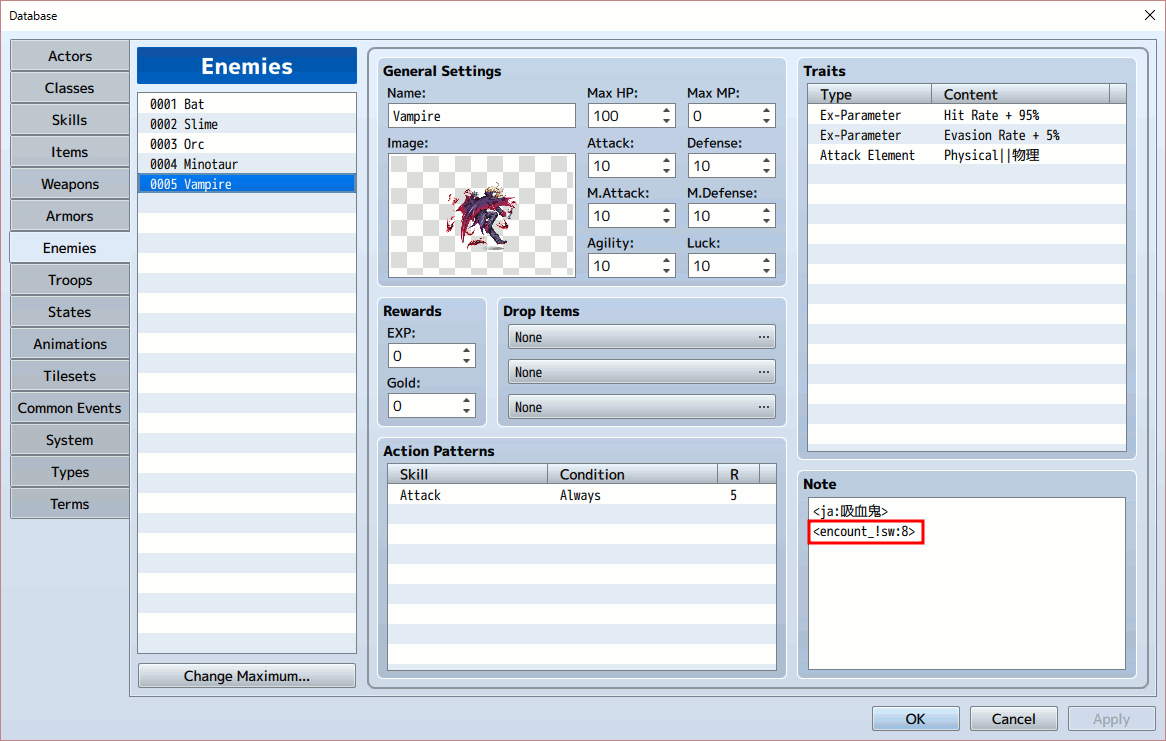 Database
Actors
Classes
Skills
Items
Weapons
Armors
Enemies
Troops
States
Animations
Tilesets
Common Events
System
Types
Terms
Enemies
0001 Bat
0002 Slime
0003 Orc
0004 Minotaur
0005 Vampire
Change Maximum...
General Settings
Name:
Vampire
Image:
Max HP:
100
Max MP:
0
Attack:
10
Defense:
10
M.Attack:
10
M.Defense:
10
Agility:
10
Luck:
10
Rewards
EXP:
0
Gold:
0
Drop Items
None ...
None ...
None ...
Action Patterns
Skill Condition R
Attack Always 5
Traits
Type Content
Ex-Parameter Hit Rate + 95%
Ex-Parameter Evasion Rate + 5%
Attack Element Physical||物理
Note
<ja:吸血鬼>
<encount_!sw:8>
OK
Cancel
Apply